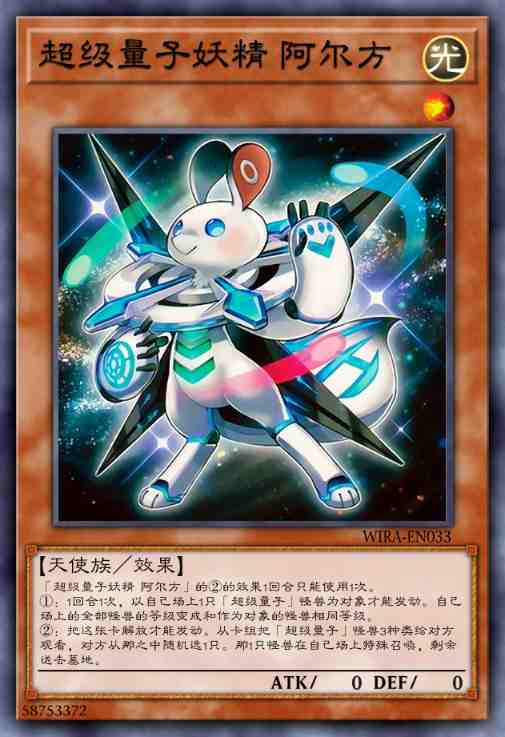 超级量子妖精 阿尔方
光
WIRA-EN033
【天使族／效果】
「超级量子妖精 阿尔方」的②的效果1回合只能使用1次。
①：1回合1次，以自己场上1只「超级量子」怪兽为对象才能发动。自己
场上的全部怪兽的等级变成和作为对象的怪兽相同等级。
②：把这张卡解放才能发动。从卡组把「超级量子」怪兽3种类给对方
观看，对方从那之中随机选1只。那1只怪兽在自己场上特殊召唤，剩余
送去墓地。
ATK/ 0 DEF/ 0
58753372